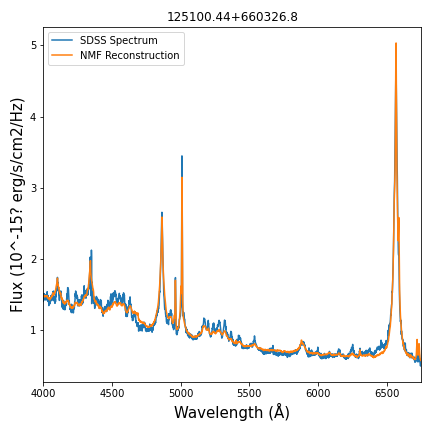 125100.44+660326.8
SDSS Spectrum
NMF Reconstruction
5
4
3
2
1
Flux (10^-15? erg/s/cm2/Hz)
4000 4500 5000 5500 6000 6500
Wavelength (Å)